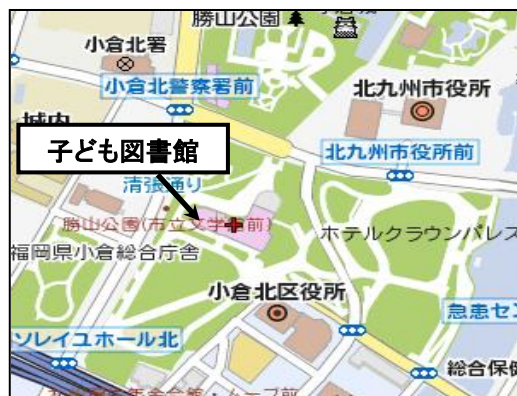 勝山公園
小倉北署
小倉北警察署前
北九州市役所
城内
子ども図書館
北九州市役所前
清張通り
勝山公園(市立文学館前)
ホテルクラウンパレス
福岡県小倉総合庁舎
小倉北区役所
急患セン
ソレイユホール北
総合保健